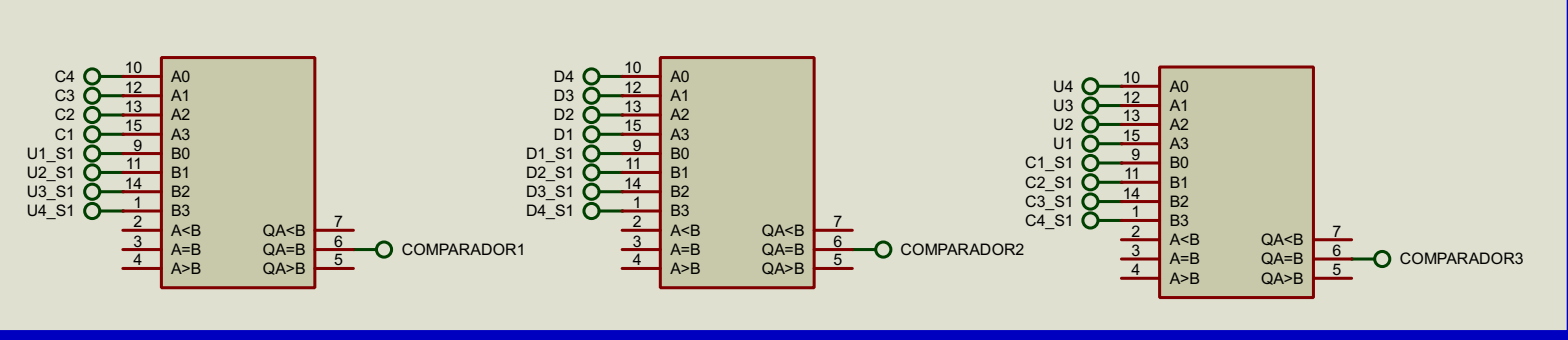 C4 10 A0
C3 12 A1
C2 13 A2
C1 15 A3
U1_S1 9 B0
U2_S1 11 B1
U3_S1 14 B2
U4_S1 1 B3
2 A<B QA<B 7
3 A=B QA=B 6 COMPARADOR1
4 A>B QA>B 5
D4 10 A0
D3 12 A1
D2 13 A2
D1 15 A3
D1_S1 9 B0
D2_S1 11 B1
D3_S1 14 B2
D4_S1 1 B3
2 A<B QA<B 7
3 A=B QA=B 6 COMPARADOR2
4 A>B QA>B 5
U4 10 A0
U3 12 A1
U2 13 A2
U1 15 A3
C1_S1 9 B0
C2_S1 11 B1
C3_S1 14 B2
C4_S1 1 B3
2 A<B QA<B 7
3 A=B QA=B 6 COMPARADOR3
4 A>B QA>B 5